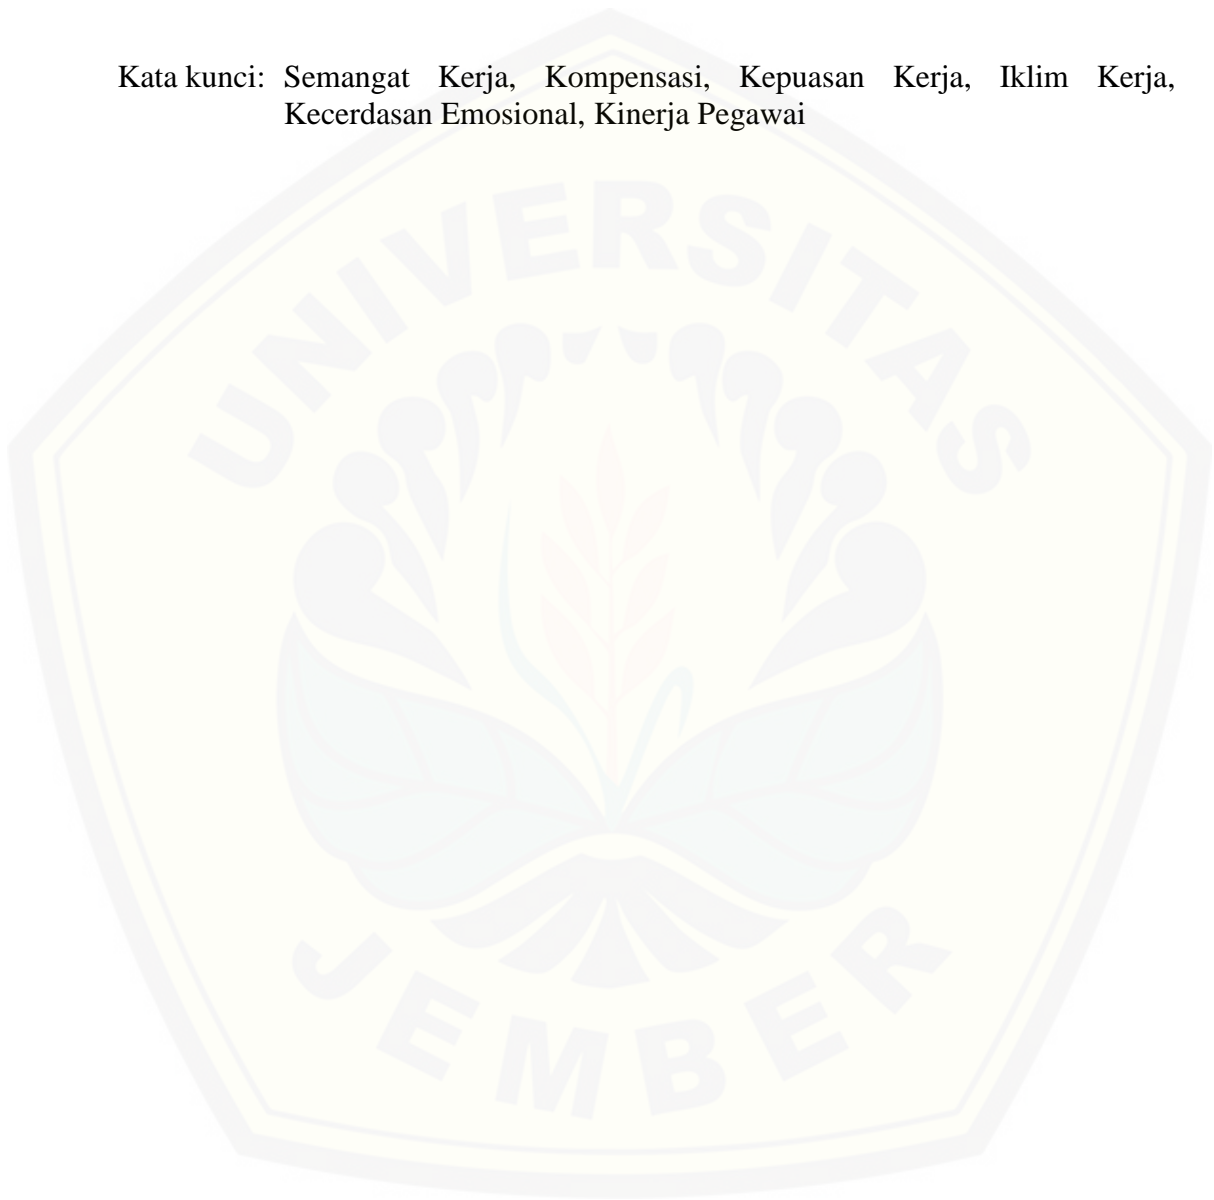 Kata kunci: Semangat Kerja, Kompensasi, Kepuasan Kerja, Iklim Kerja,
Kecerdasan Emosional, Kinerja Pegawai
UNIVERSITAS
JEMBER